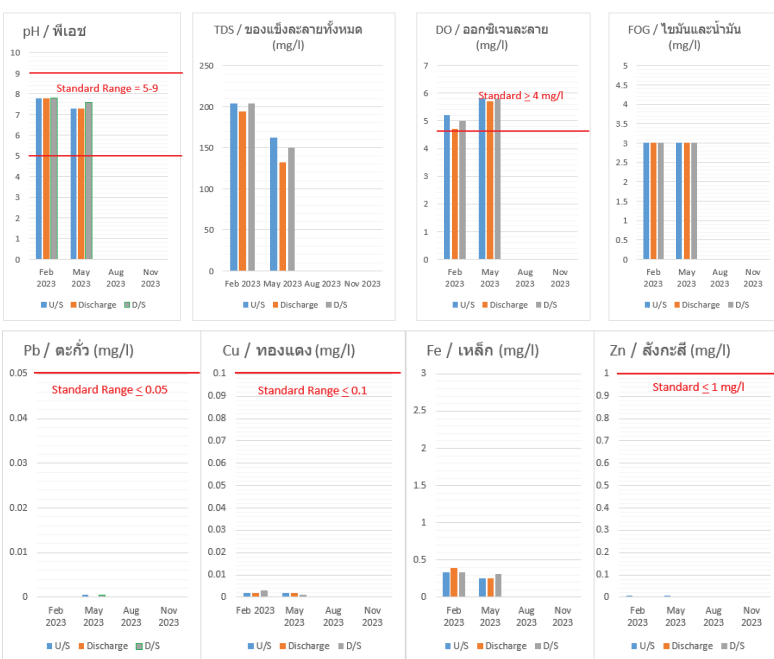 pH / พีเอช
10
9
8
7
6
5
4
3
2
1
0
Standard Range = 5-9
Feb 2023
May 2023
Aug 2023
Nov 2023
U/S Discharge D/S
TDS / ของแข็งละลายทั้งหมด
(mg/l)
250
200
150
100
50
0
Feb 2023 May 2023 Aug 2023 Nov 2023
U/S Discharge D/S
DO / ออกซิเจนละลาย
(mg/l)
7
6
5
4
3
2
1
0
Standard ≥ 4 mg/l
Feb 2023
May 2023
Aug 2023
Nov 2023
U/S Discharge D/S
FOG / ไขมันและน้ำมัน
(mg/l)
5
4.5
4
3.5
3
2.5
2
1.5
1
0.5
0
Feb 2023
May 2023
Aug 2023
Nov 2023
U/S Discharge D/S
Pb / ตะกั่ว (mg/l)
0.05
0.04
0.03
0.02
0.01
0
Standard Range ≤ 0.05
Feb 2023
May 2023
Aug 2023
Nov 2023
U/S Discharge D/S
Cu / ทองแดง (mg/l)
0.1
0.09
0.08
0.07
0.06
0.05
0.04
0.03
0.02
0.01
0
Standard Range ≤ 0.1
Feb 2023
May 2023
Aug 2023
Nov 2023
U/S Discharge D/S
Fe / เหล็ก (mg/l)
3
2.5
2
1.5
1
0.5
0
Feb 2023
May 2023
Aug 2023
Nov 2023
U/S Discharge D/S
Zn / สังกะสี (mg/l)
1
0.9
0.8
0.7
0.6
0.5
0.4
0.3
0.2
0.1
0
Standard ≤ 1 mg/l
Feb 2023
May 2023
Aug 2023
Nov 2023
U/S Discharge D/S